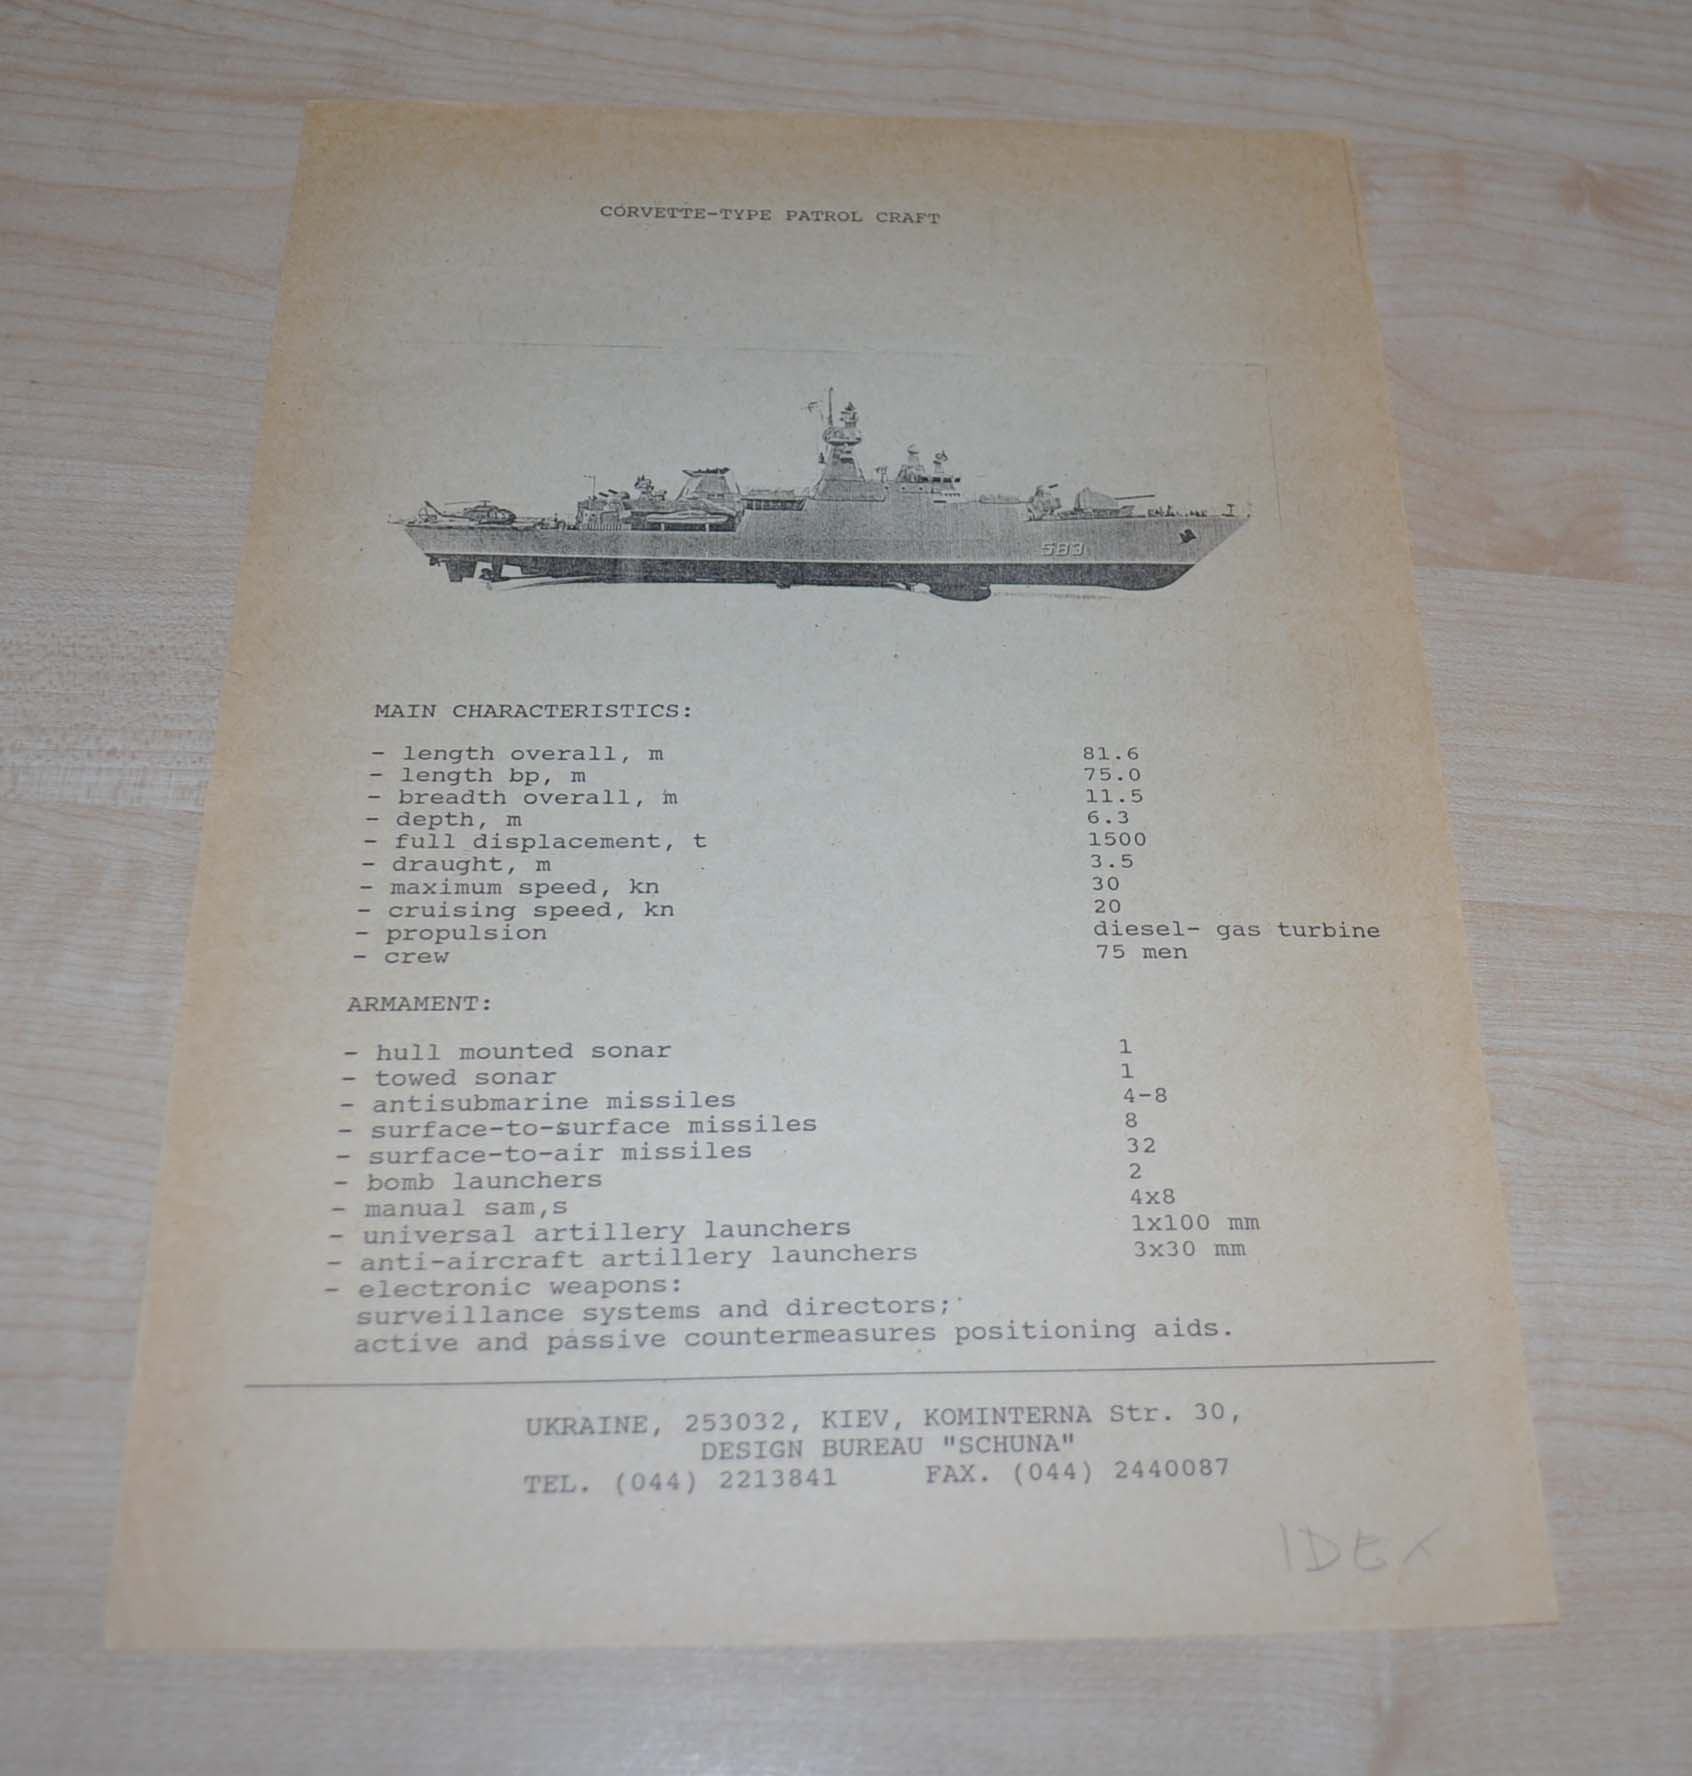 CORVETTE-TYPE PATROL CRAFT
583
MAIN CHARACTERISTICS:
- length overall, m 81.6
- length bp, m 75.0
- breadth overall, m 11.5
- depth, m 6.3
- full displacement, t 1500
- draught, m 3.5
- maximum speed, kn 30
- cruising speed, kn 20
- propulsion diesel- gas turbine
- crew 75 men
ARMAMENT:
- hull mounted sonar 1
- towed sonar 1
- antisubmarine missiles 4-8
- surface-to-surface missiles 8
- surface-to-air missiles 32
- bomb launchers 2
- manual sam,s 4x8
- universal artillery launchers 1x100 mm
- anti-aircraft artillery launchers 3x30 mm
- electronic weapons:
surveillance systems and directors;
active and passive countermeasures positioning aids.
UKRAINE, 253032, KIEV, KOMINTERNA Str. 30,
DESIGN BUREAU "SCHUNA"
TEL. (044) 2213841 FAX. (044) 2440087
IDEX